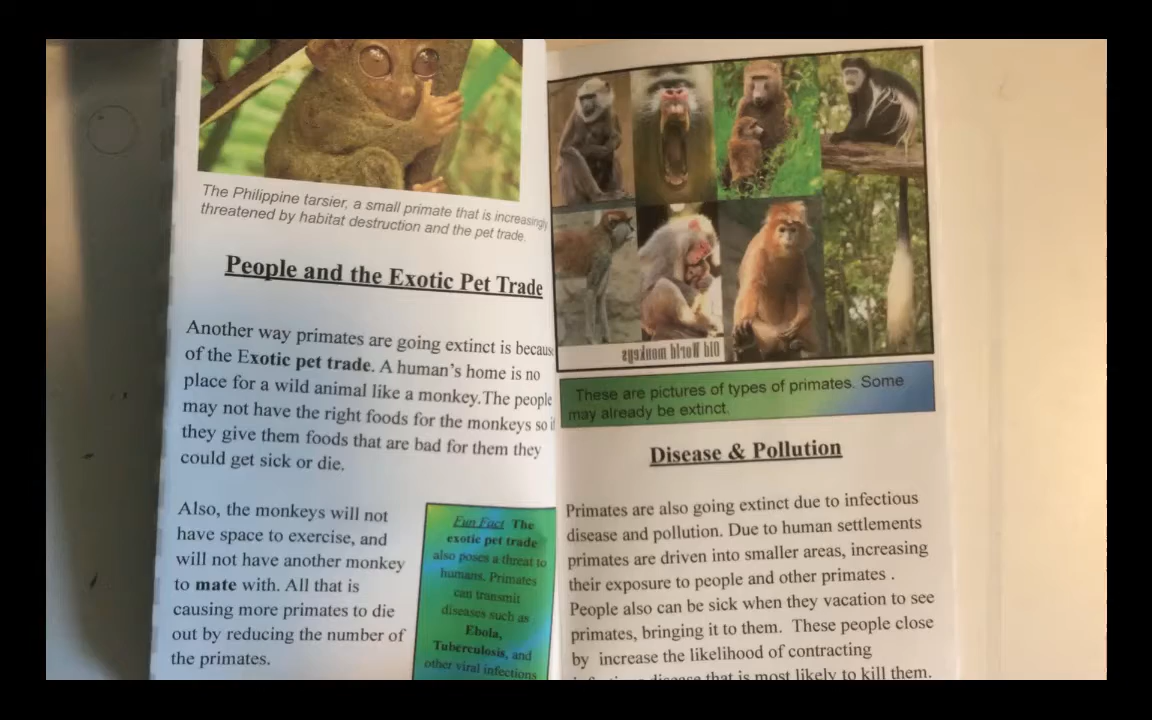 The Philippine tarsier, a small primate that is increasingly
threatened by habitat destruction and the pet trade.
People and the Exotic Pet Trade
Another way primates are going extinct is because
of the Exotic pet trade. A human's home is no
place for a wild animal like a monkey.The people
may not have the right foods for the monkeys so if
they give them foods that are bad for them they
could get sick or die.
Also, the monkeys will not
have space to exercise, and
will not have another monkey
to mate with. All that is
causing more primates to die
out by reducing the number of
the primates.
Fun Fact The
exotic pet trade
also poses a threat to
humans. Primates
can transmit
diseases such as
Ebola,
Tuberculosis, and
other viral infections
Old World monkeys
These are pictures of types of primates. Some
may already be extinct.
Disease & Pollution
Primates are also going extinct due to infectious
disease and pollution. Due to human settlements
primates are driven into smaller areas, increasing
their exposure to people and other primates .
People also can be sick when they vacation to see
primates, bringing it to them. These people close
by increase the likelihood of contracting
disease that is most likely to kill them.